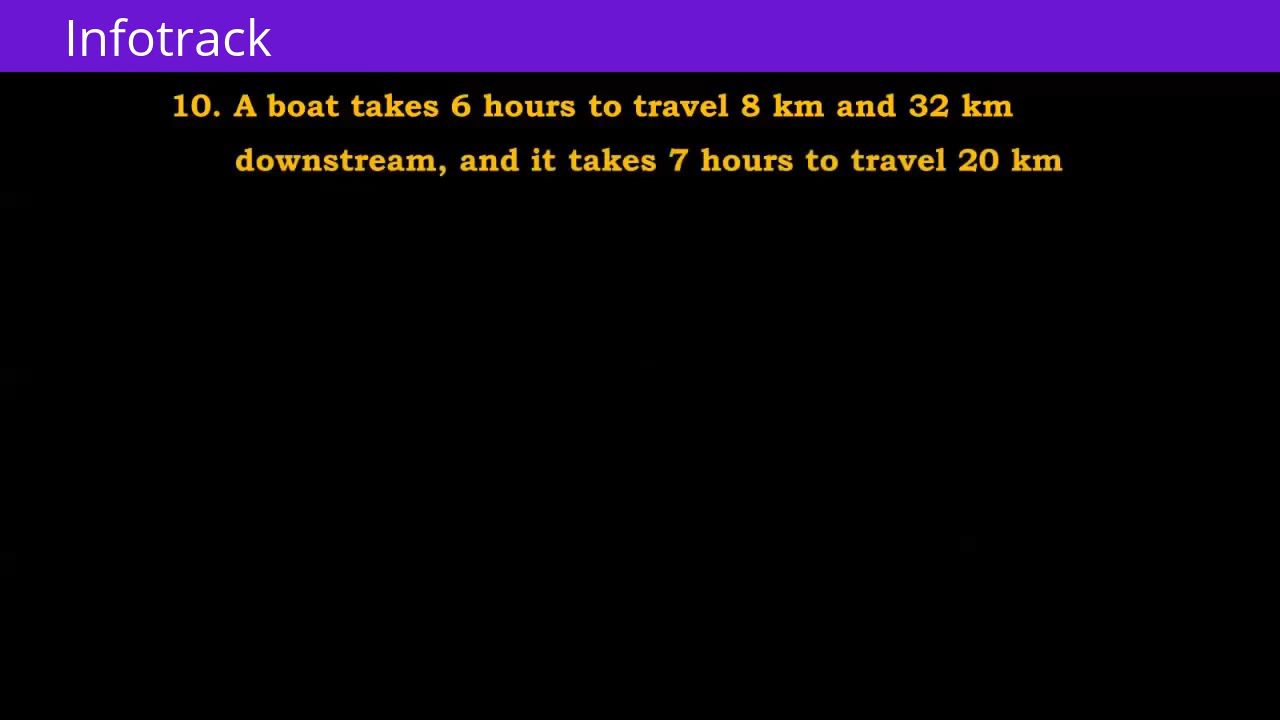 Infotrack
10. A boat takes 6 hours to travel 8 km and 32 km
downstream, and it takes 7 hours to travel 20 km